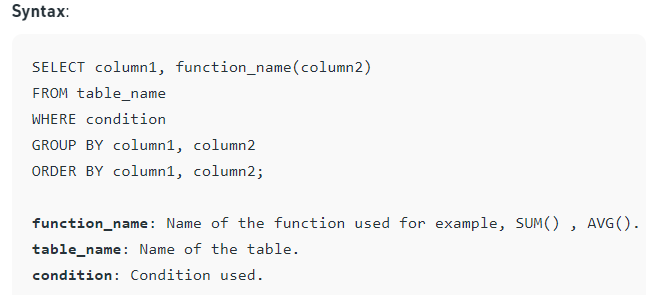 Syntax:
SELECT column1, function_name(column2)
FROM table_name
WHERE condition
GROUP BY column1, column2
ORDER BY column1, column2;
function_name: Name of the function used for example, SUM() , AVG().
table_name: Name of the table.
condition: Condition used.